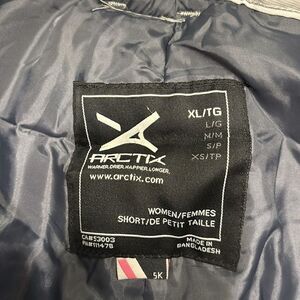 XL/TG
L/G
M/M
S/P
XS/TP
ARCTIX
WARMER.DRIER.HAPPIER.LONGER.
www.arctix.com
WOMEN/FEMMES
SHORT/DE PETIT TAILLE
CA#53003
PA#111478
MADE IN
BANGLADESH
5K